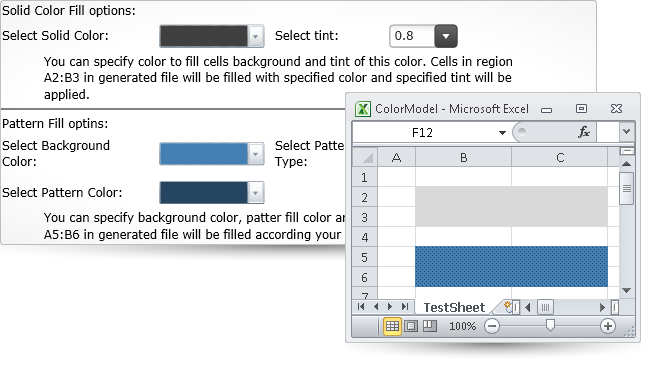 Solid Color Fill options:
Select Solid Color:
Select tint:
0.8
You can specify color to fill cells background and tint of this color. Cells in region
A2:B3 in generated file will be filled with specified color and specified tint will be
applied.
Pattern Fill optins:
Select Background
Color:
Select Patte
Type:
Select Pattern Color:
You can specify background color, patter fill color an
A5:B6 in generated file will be filled according your
ColorModel - Microsoft Excel
F12
fx
A B C
1
2
3
4
5
6
7
TestSheet
100%